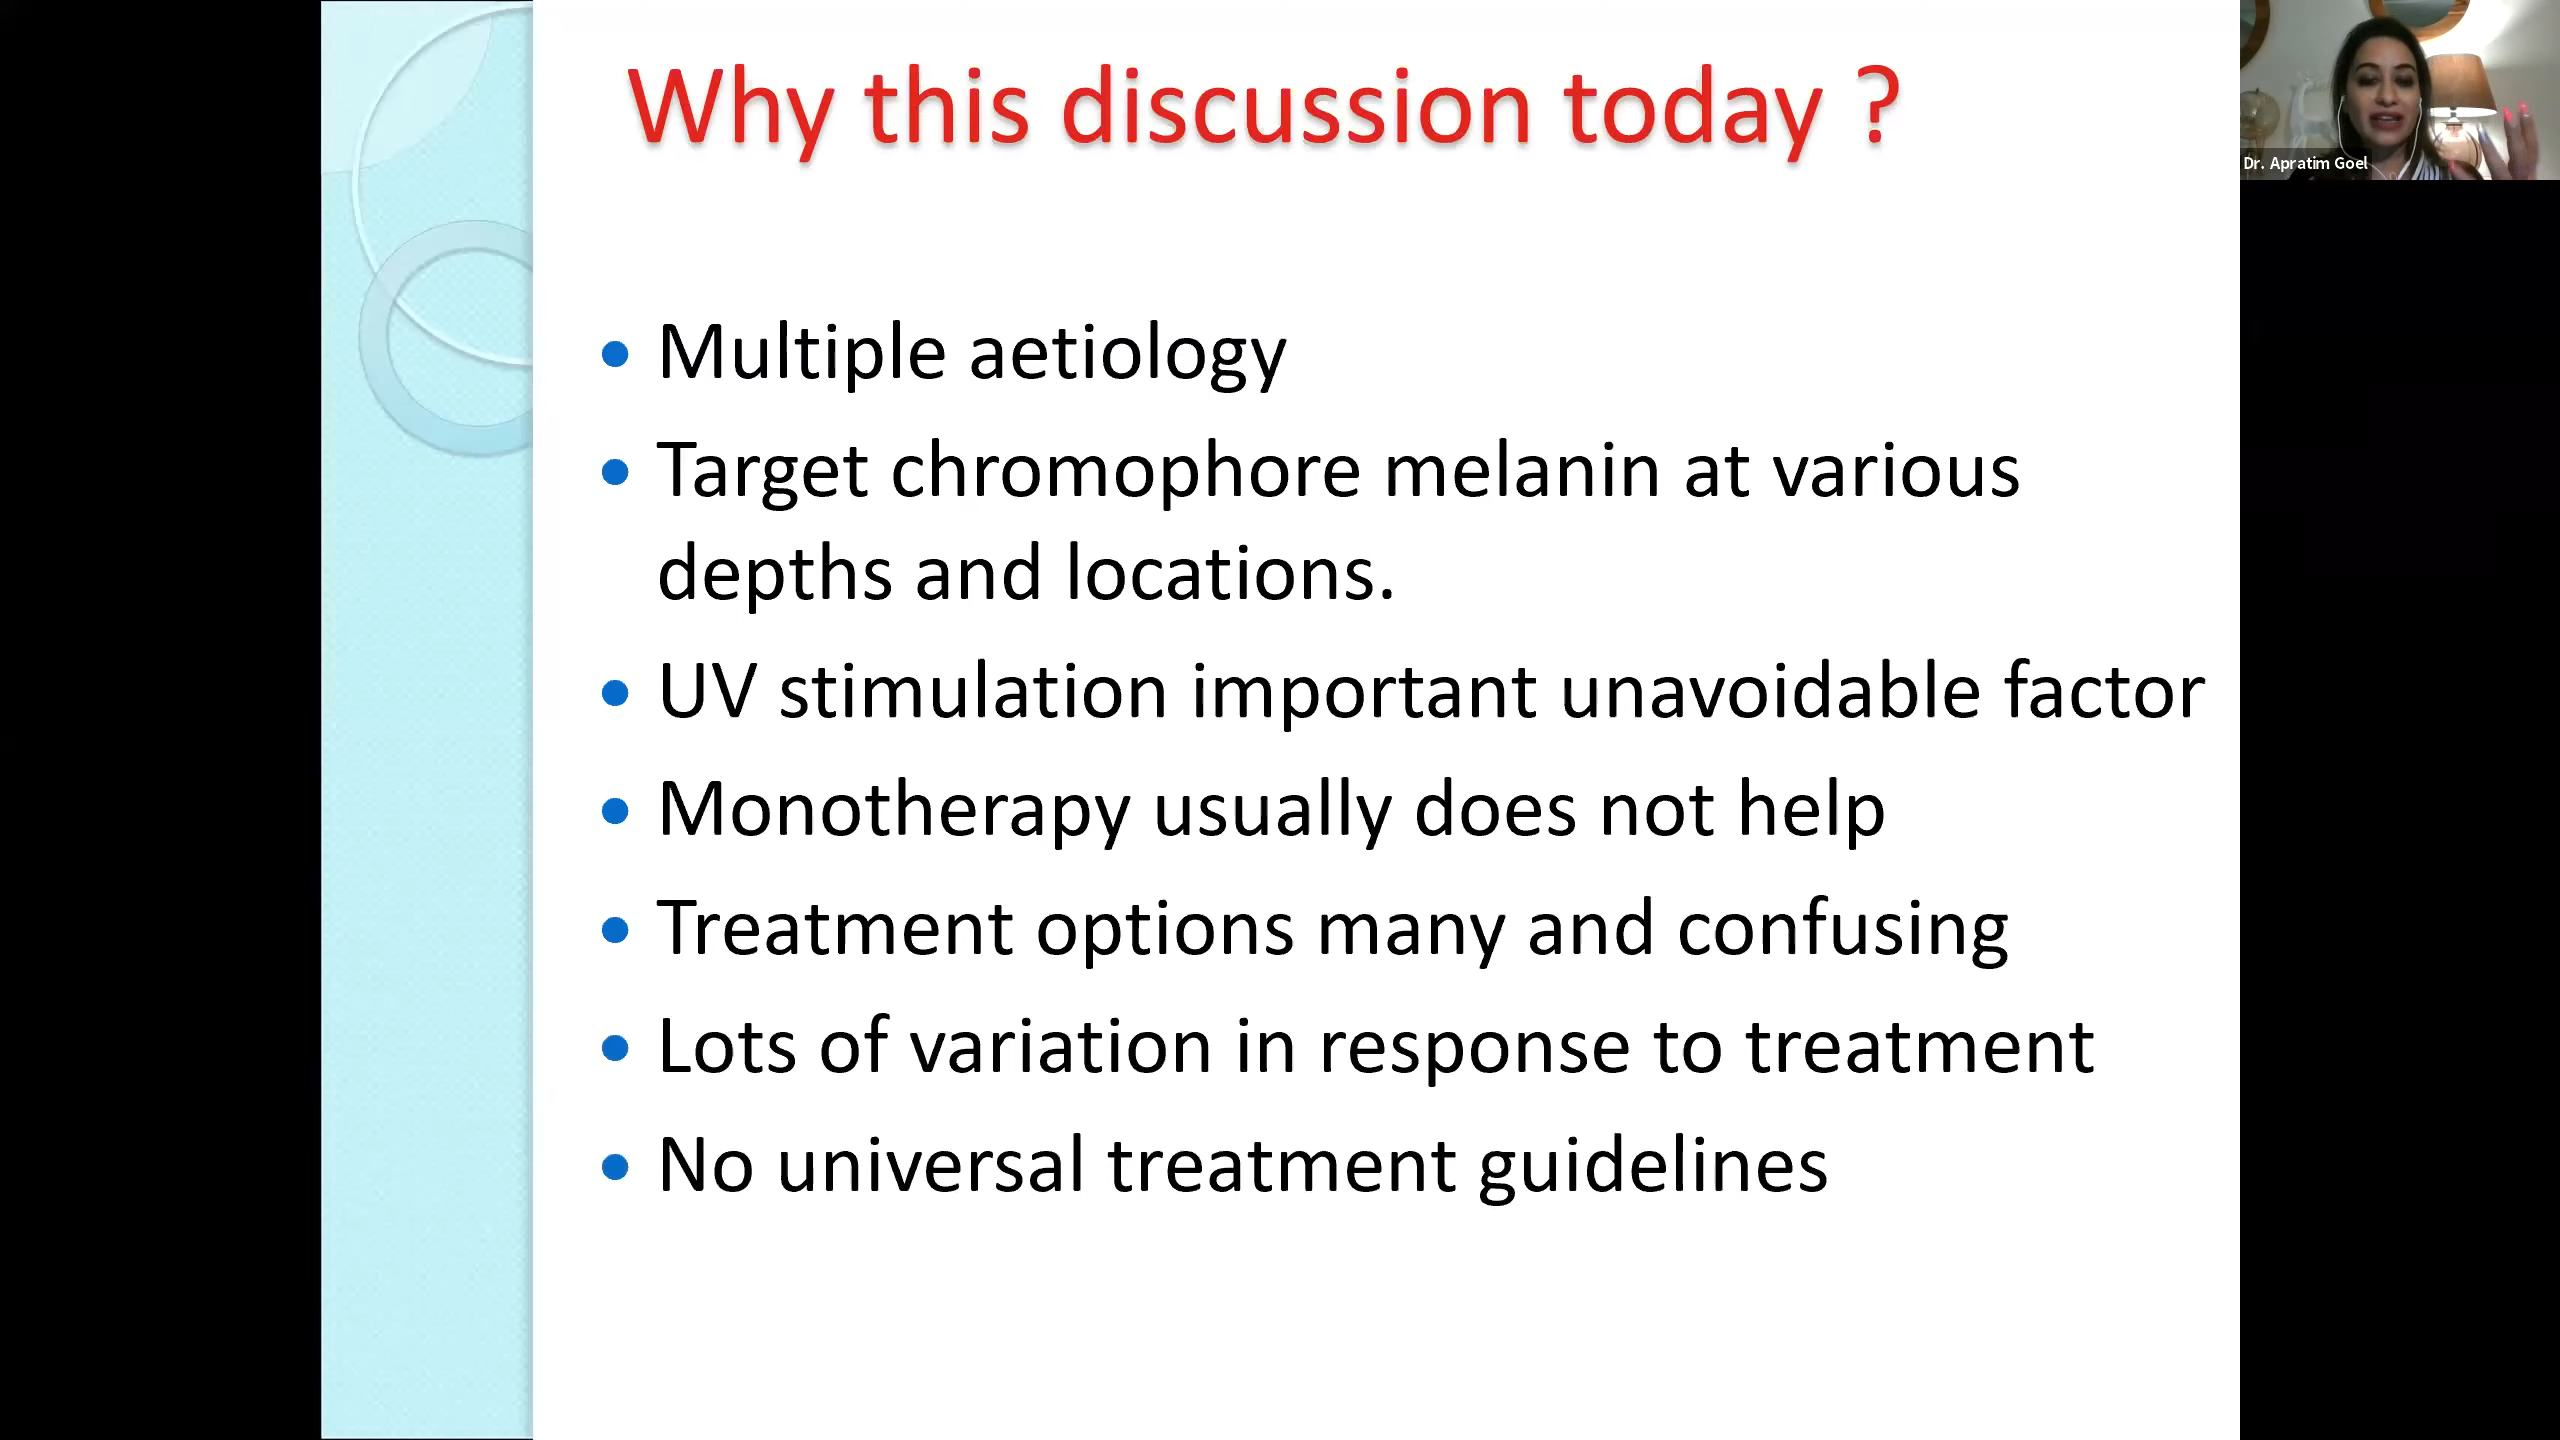 Why this discussion today ?
Dr. Apratim Goel
• Multiple aetiology
• Target chromophore melanin at various
depths and locations.
• UV stimulation important unavoidable factor
• Monotherapy usually does not help
• Treatment options many and confusing
• Lots of variation in response to treatment
• No universal treatment guidelines